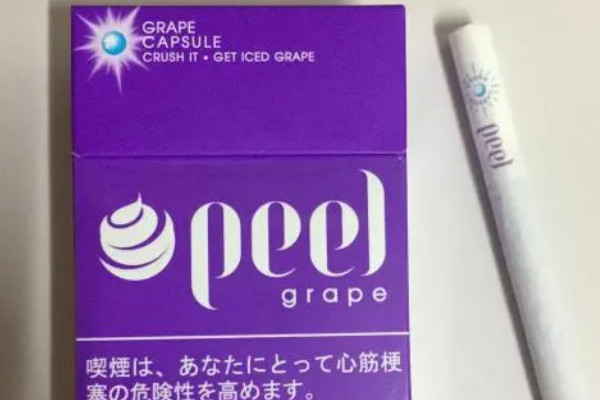 GRAPE
CAPSULE
CRUSH IT • GET ICED GRAPE
peel
grape
喫煙は、あなたにとって心筋梗
塞の危険性を高めます。
peel